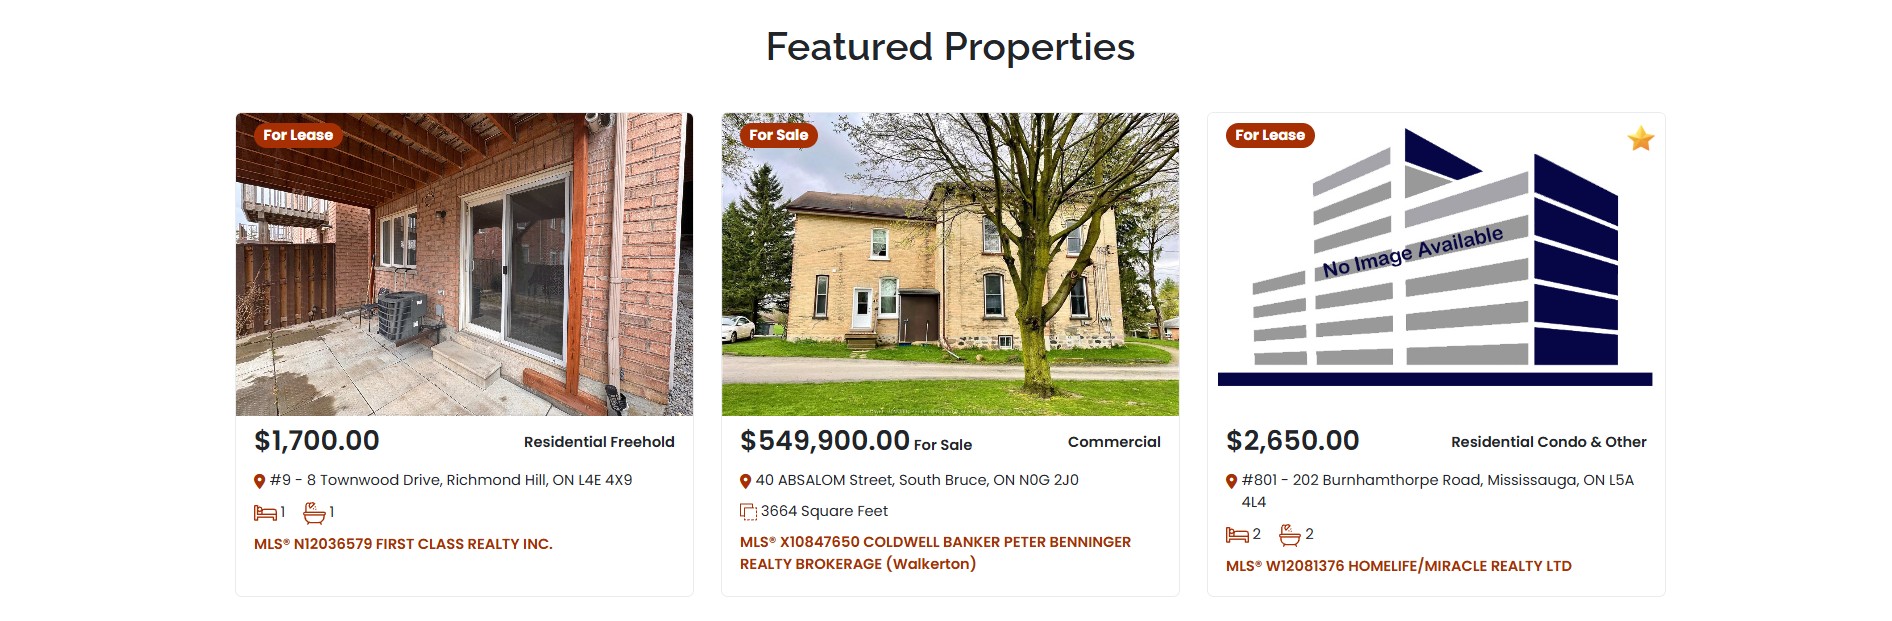 Featured Properties
For Lease
$1,700.00
Residential Freehold
#9 - 8 Townwood Drive, Richmond Hill, ON L4E 4X9
1 1
MLS® N12036579 FIRST CLASS REALTY INC.
For Sale
$549,900.00 For Sale
Commercial
40 ABSALOM Street, South Bruce, ON N0G 2J0
3664 Square Feet
MLS® X10847650 COLDWELL BANKER PETER BENNINGER
REALTY BROKERAGE (Walkerton)
For Lease
No Image Available
$2,650.00
Residential Condo & Other
#801 - 202 Burnhamthorpe Road, Mississauga, ON L5A
4L4
2 2
MLS® W12081376 HOMELIFE/MIRACLE REALTY LTD